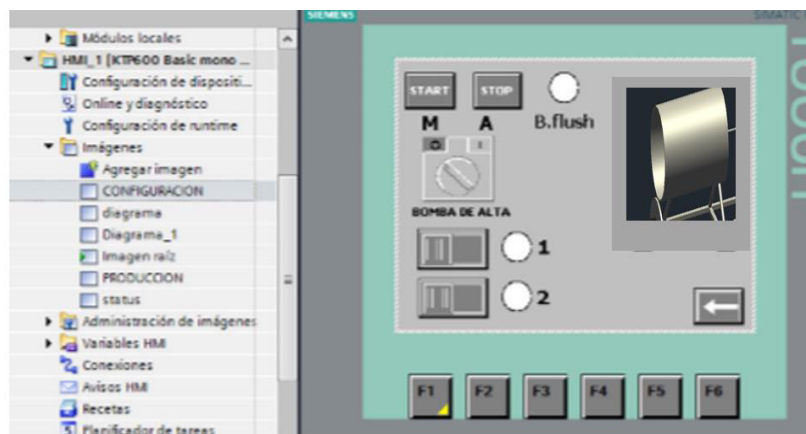 SIEMENS
SIMATIC
TOUCH
Módulos locales
HMI_1 [KTP600 Basic mono ...
Configuración de dispositi...
Online y diagnóstico
Configuración de runtime
Imágenes
Agregar imagen
CONFIGURACION
diagrama
Diagrama_1
Imagen raíz
PRODUCCION
status
Administración de imágenes
Variables HMI
Conexiones
Avisos HMI
Recetas
Planificador de tareas
START STOP
M A B.flush
BOMBA DE ALTA
1
2
F1 F2 F3 F4 F5 F6